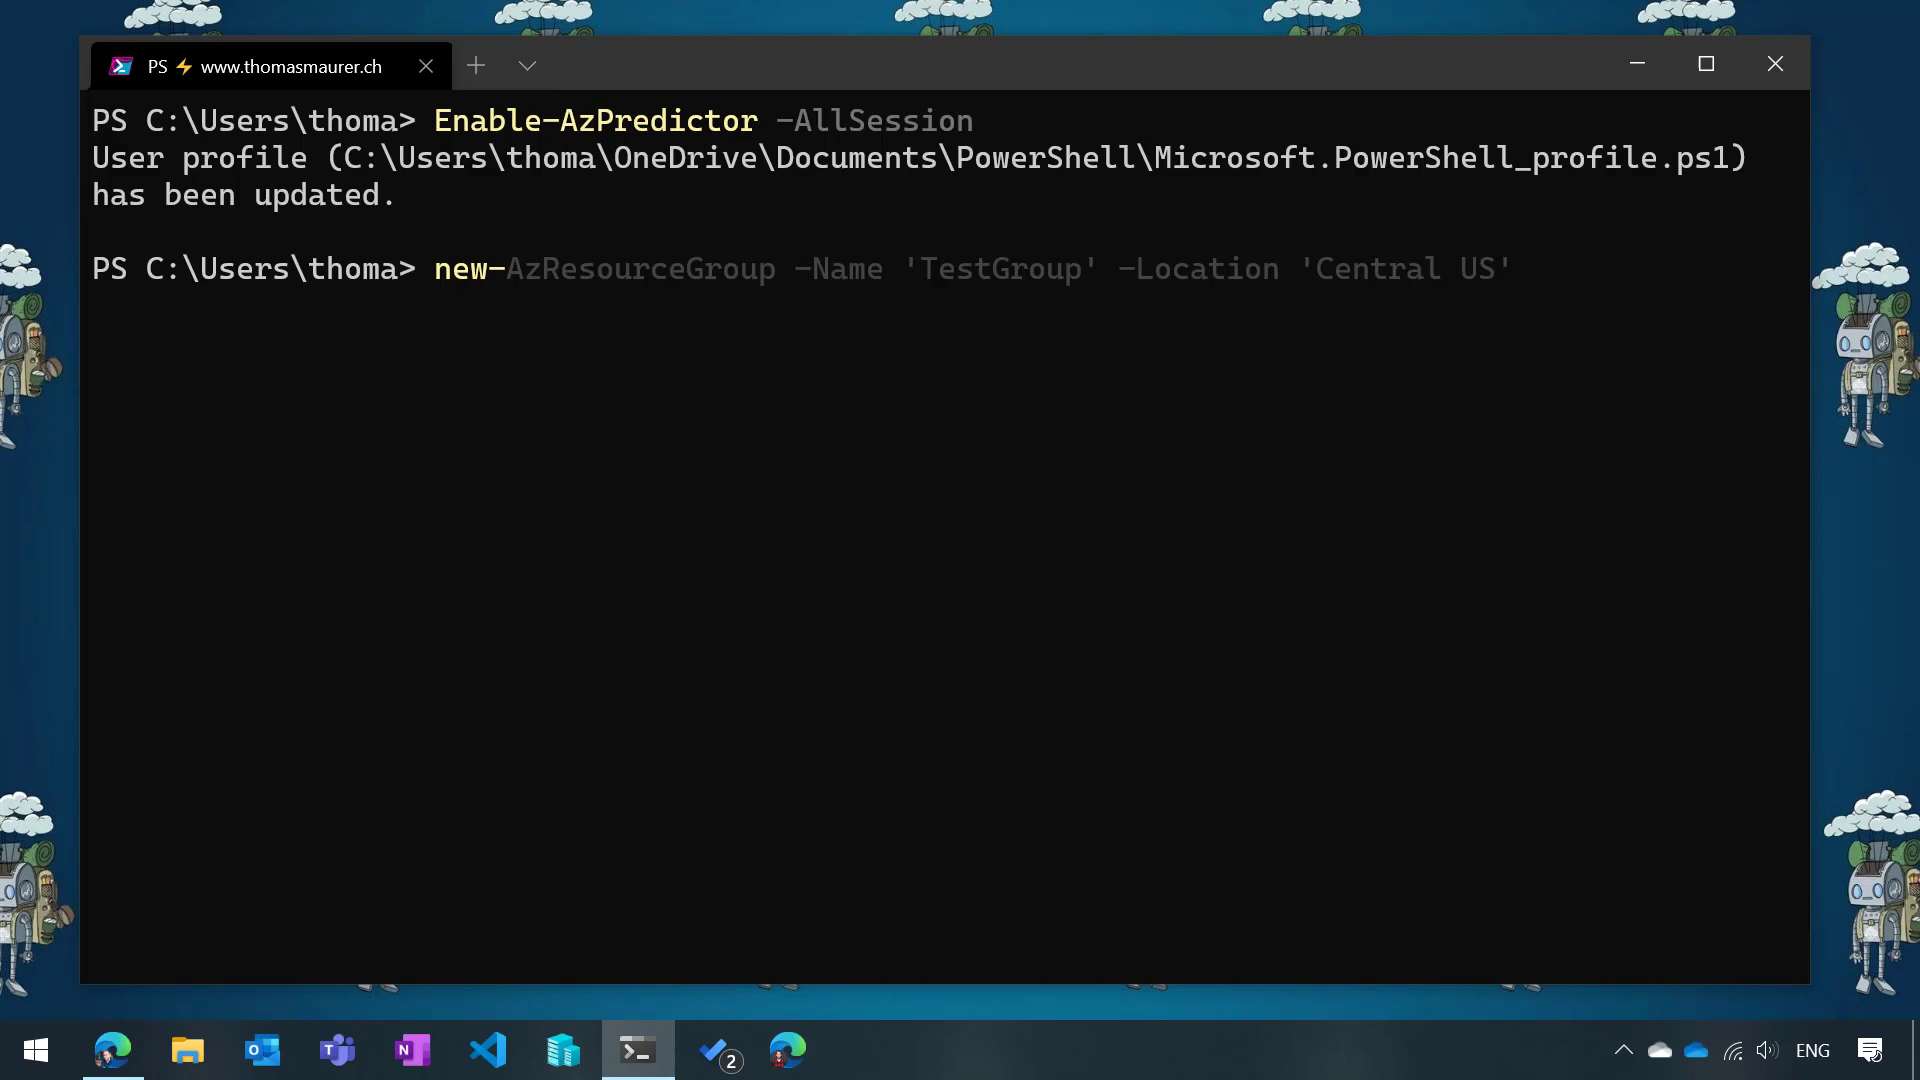 PS ⚡ www.thomasmaurer.ch
PS C:\Users\thoma> Enable-AzPredictor -AllSession
User profile (C:\Users\thoma\OneDrive\Documents\PowerShell\Microsoft.PowerShell_profile.ps1)
has been updated.
PS C:\Users\thoma> new-AzResourceGroup -Name 'TestGroup' -Location 'Central US'
2
ENG